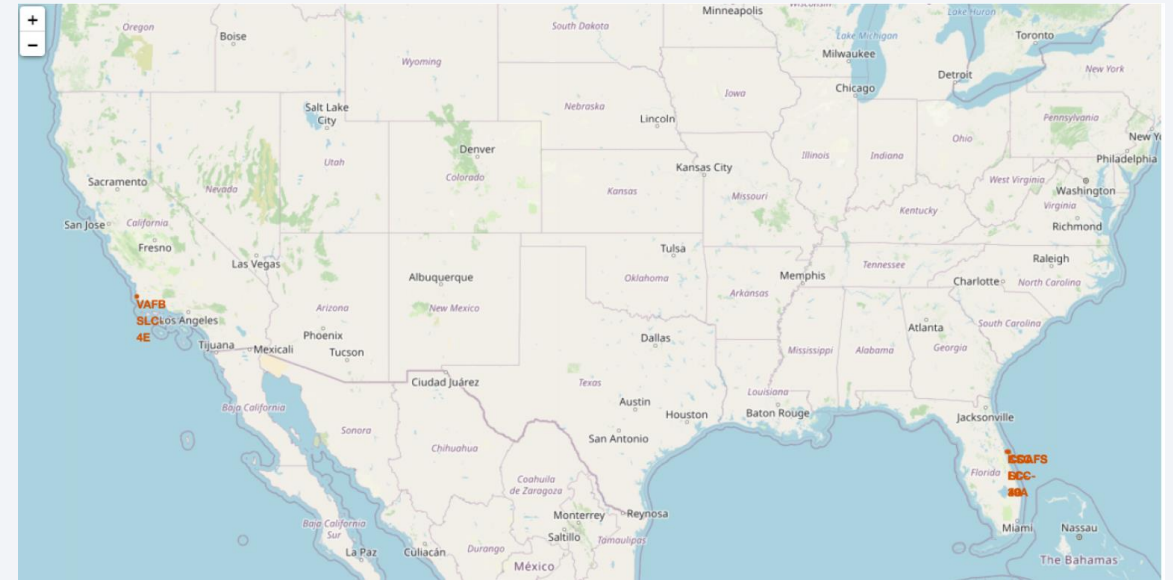 +
−
Oregon
Boise
Wyoming
South Dakota
Minneapolis
Wisconsin
Lake Huron
Lake Michigan
Milwaukee
Toronto
Detroit
New York
Chicago
Salt Lake
City
Nebraska
Iowa
Lincoln
Pennsylvania
Ohio
Denver
Utah
Illinois
Indiana
Philadelphia
Colorado
Kansas City
Sacramento
Nevada
Kansas
Missouri
West Virginia
Washington
Virginia
Kentucky
San Jose
California
Richmond
Fresno
Tulsa
Las Vegas
Raleigh
Albuquerque
Oklahoma
Memphis
Tennessee
Charlotte
North Carolina
Arkansas
VAFB
SLC-
4E
Los Angeles
Arizona
New Mexico
Phoenix
South Carolina
Atlanta
Tijuana
Mexicali
Tucson
Dallas
Mississippi
Alabama
Georgia
Ciudad Juárez
Texas
Louisiana
Baja California
Austin
Houston
Baton Rouge
Jacksonville
Sonora
Chihuahua
San Antonio
Florida
Coahuila
de Zaragoza
Monterrey
Reynosa
Baja California
Sur
Saltillo
Tamaulipas
Miami
Nassau
La Paz
Culiacán
Durango
México
The Bahamas